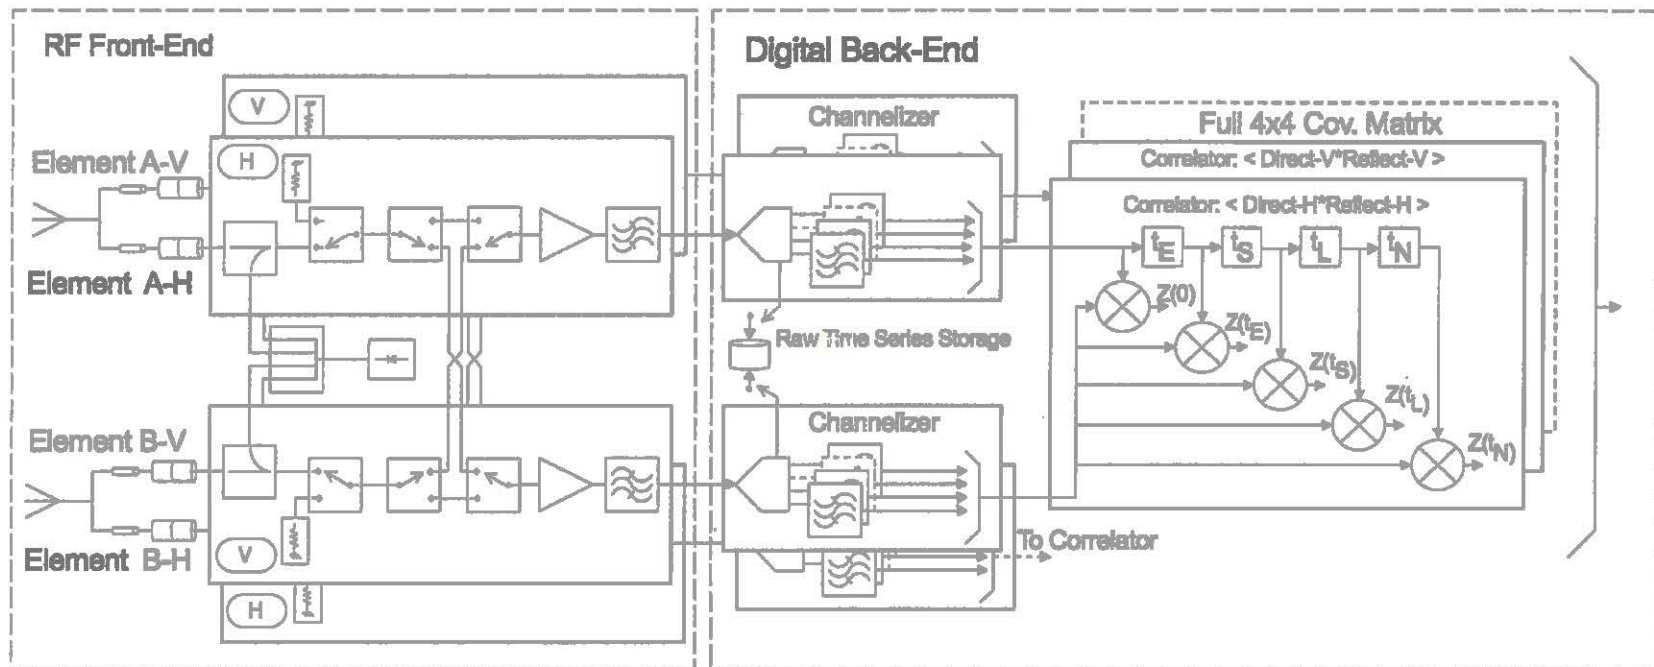 RF Front-End
Digital Back-End
V
Channelizer
Full 4x4 Cov. Matrix
Element A-V
H
Correlator: < Direct-V*Reflect-V >
Correlator: < Direct-H*Reflect-H >
Element A-H
tE
tS
tL
tN
Z(0)
Z(tE)
Raw Time Series Storage
Z(tS)
Z(tL)
Channelizer
Element B-V
Z(tN)
Element B-H
V
To Correlator
H